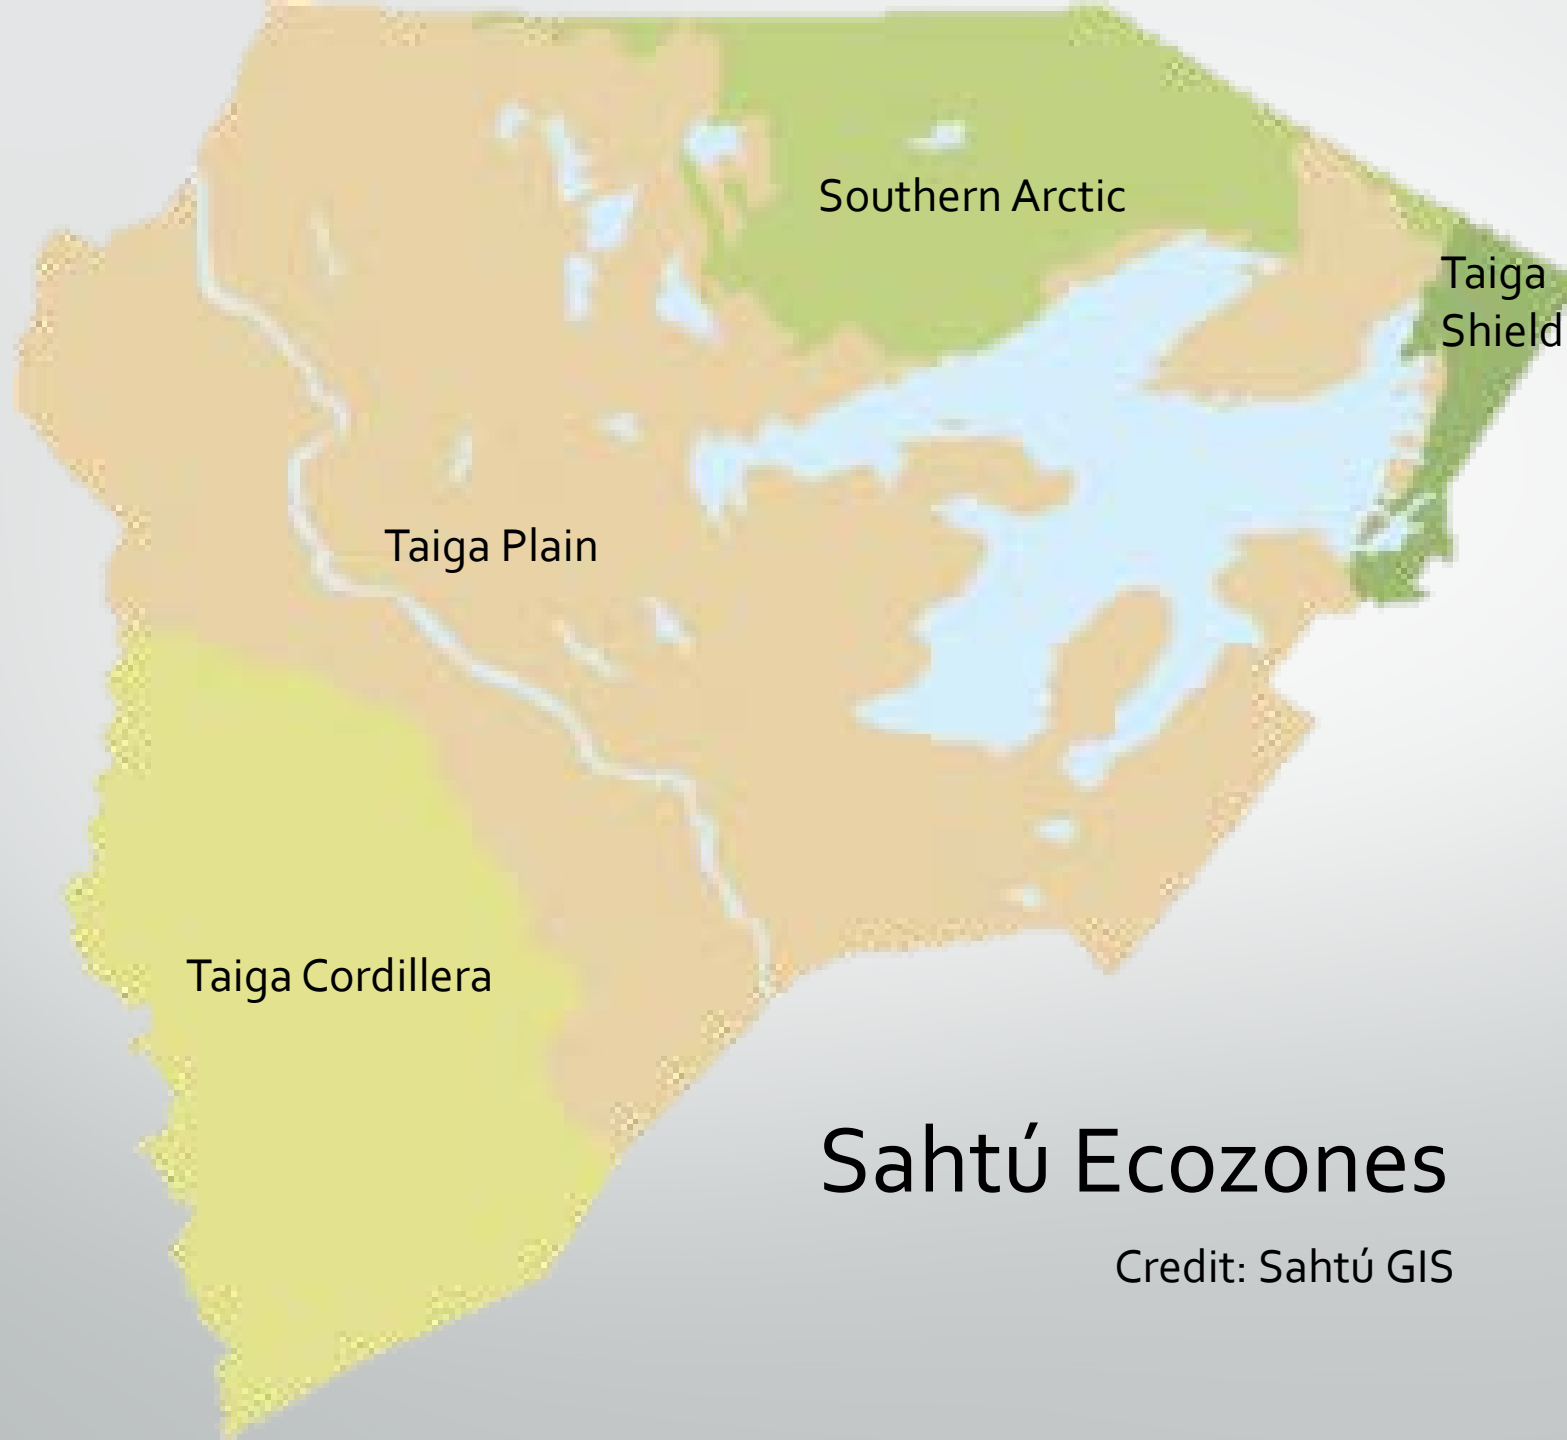 Southern Arctic
Taiga
Shield
Taiga Plain
Taiga Cordillera
Sahtú Ecozones
Credit: Sahtú GIS